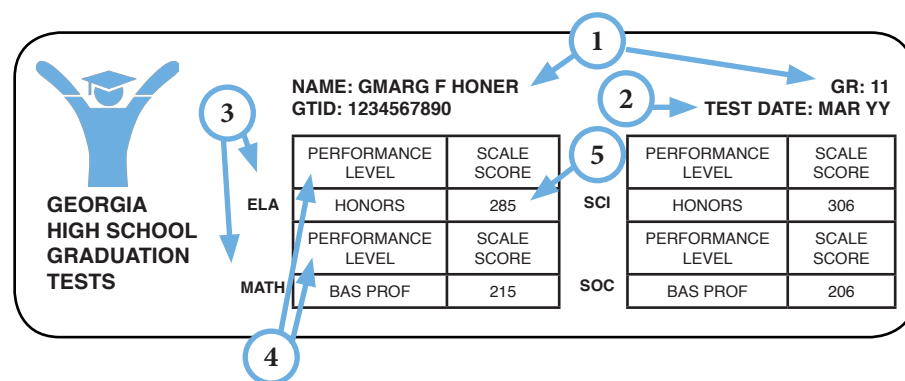 1
NAME: GMARG F HONER
GR: 11
GTID: 1234567890
2
TEST DATE: MAR YY
3
5
PERFORMANCE LEVEL
SCALE SCORE
PERFORMANCE LEVEL
SCALE SCORE
ELA
HONORS
285
SCI
HONORS
306
GEORGIA
HIGH SCHOOL
GRADUATION
TESTS
PERFORMANCE LEVEL
SCALE SCORE
PERFORMANCE LEVEL
SCALE SCORE
MATH
BAS PROF
215
SOC
BAS PROF
206
4